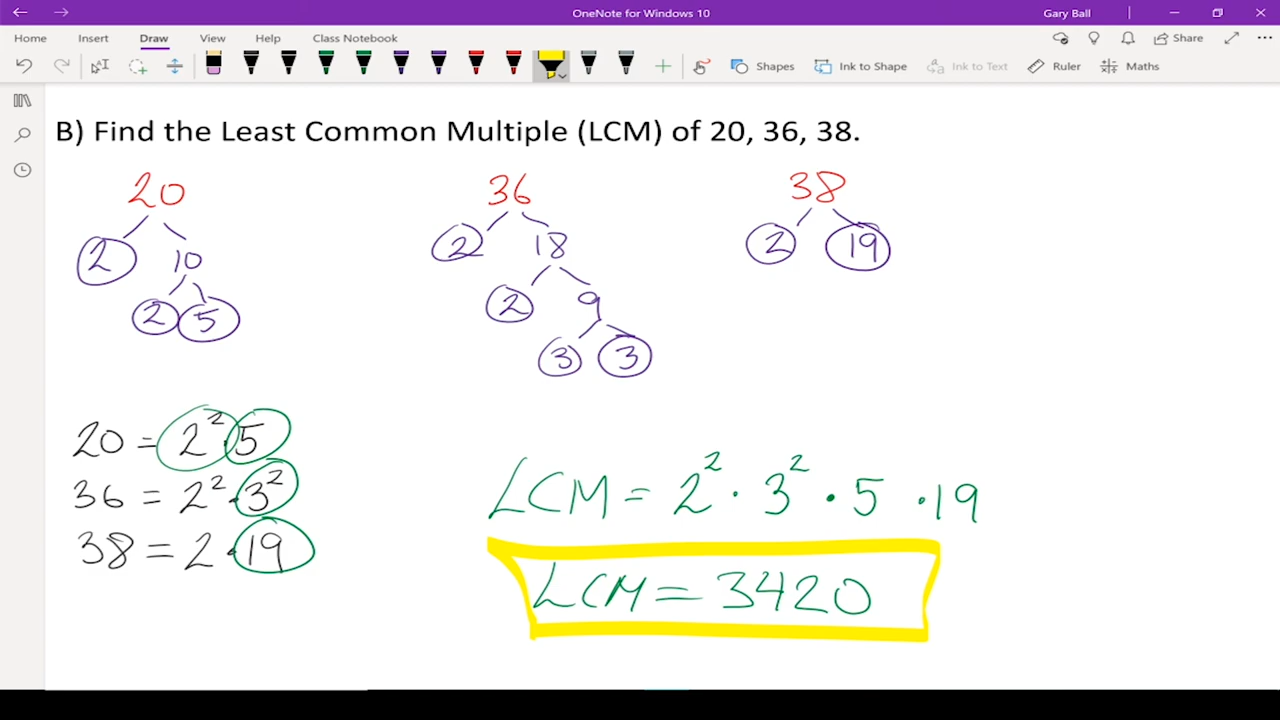 OneNote for Windows 10
Gary Ball
Home Insert Draw View Help Class Notebook
Share
Shapes Ink to Shape Ink to Text Ruler Maths
B) Find the Least Common Multiple (LCM) of 20, 36, 38.
20 36 38
2 10 2 18 2 19
2 5 2 9
3 3
20 = 2² · 5
36 = 2² · 3²
38 = 2 · 19
LCM = 2² · 3² · 5 · 19
LCM = 3420